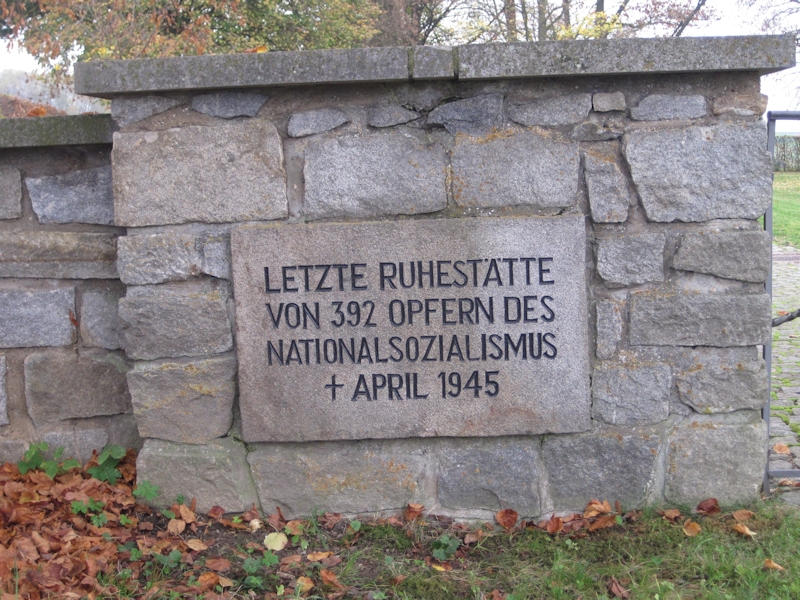 LETZTE RUHESTÄTTE
VON 392 OPFERN DES
NATIONALSOZIALISMUS
† APRIL 1945